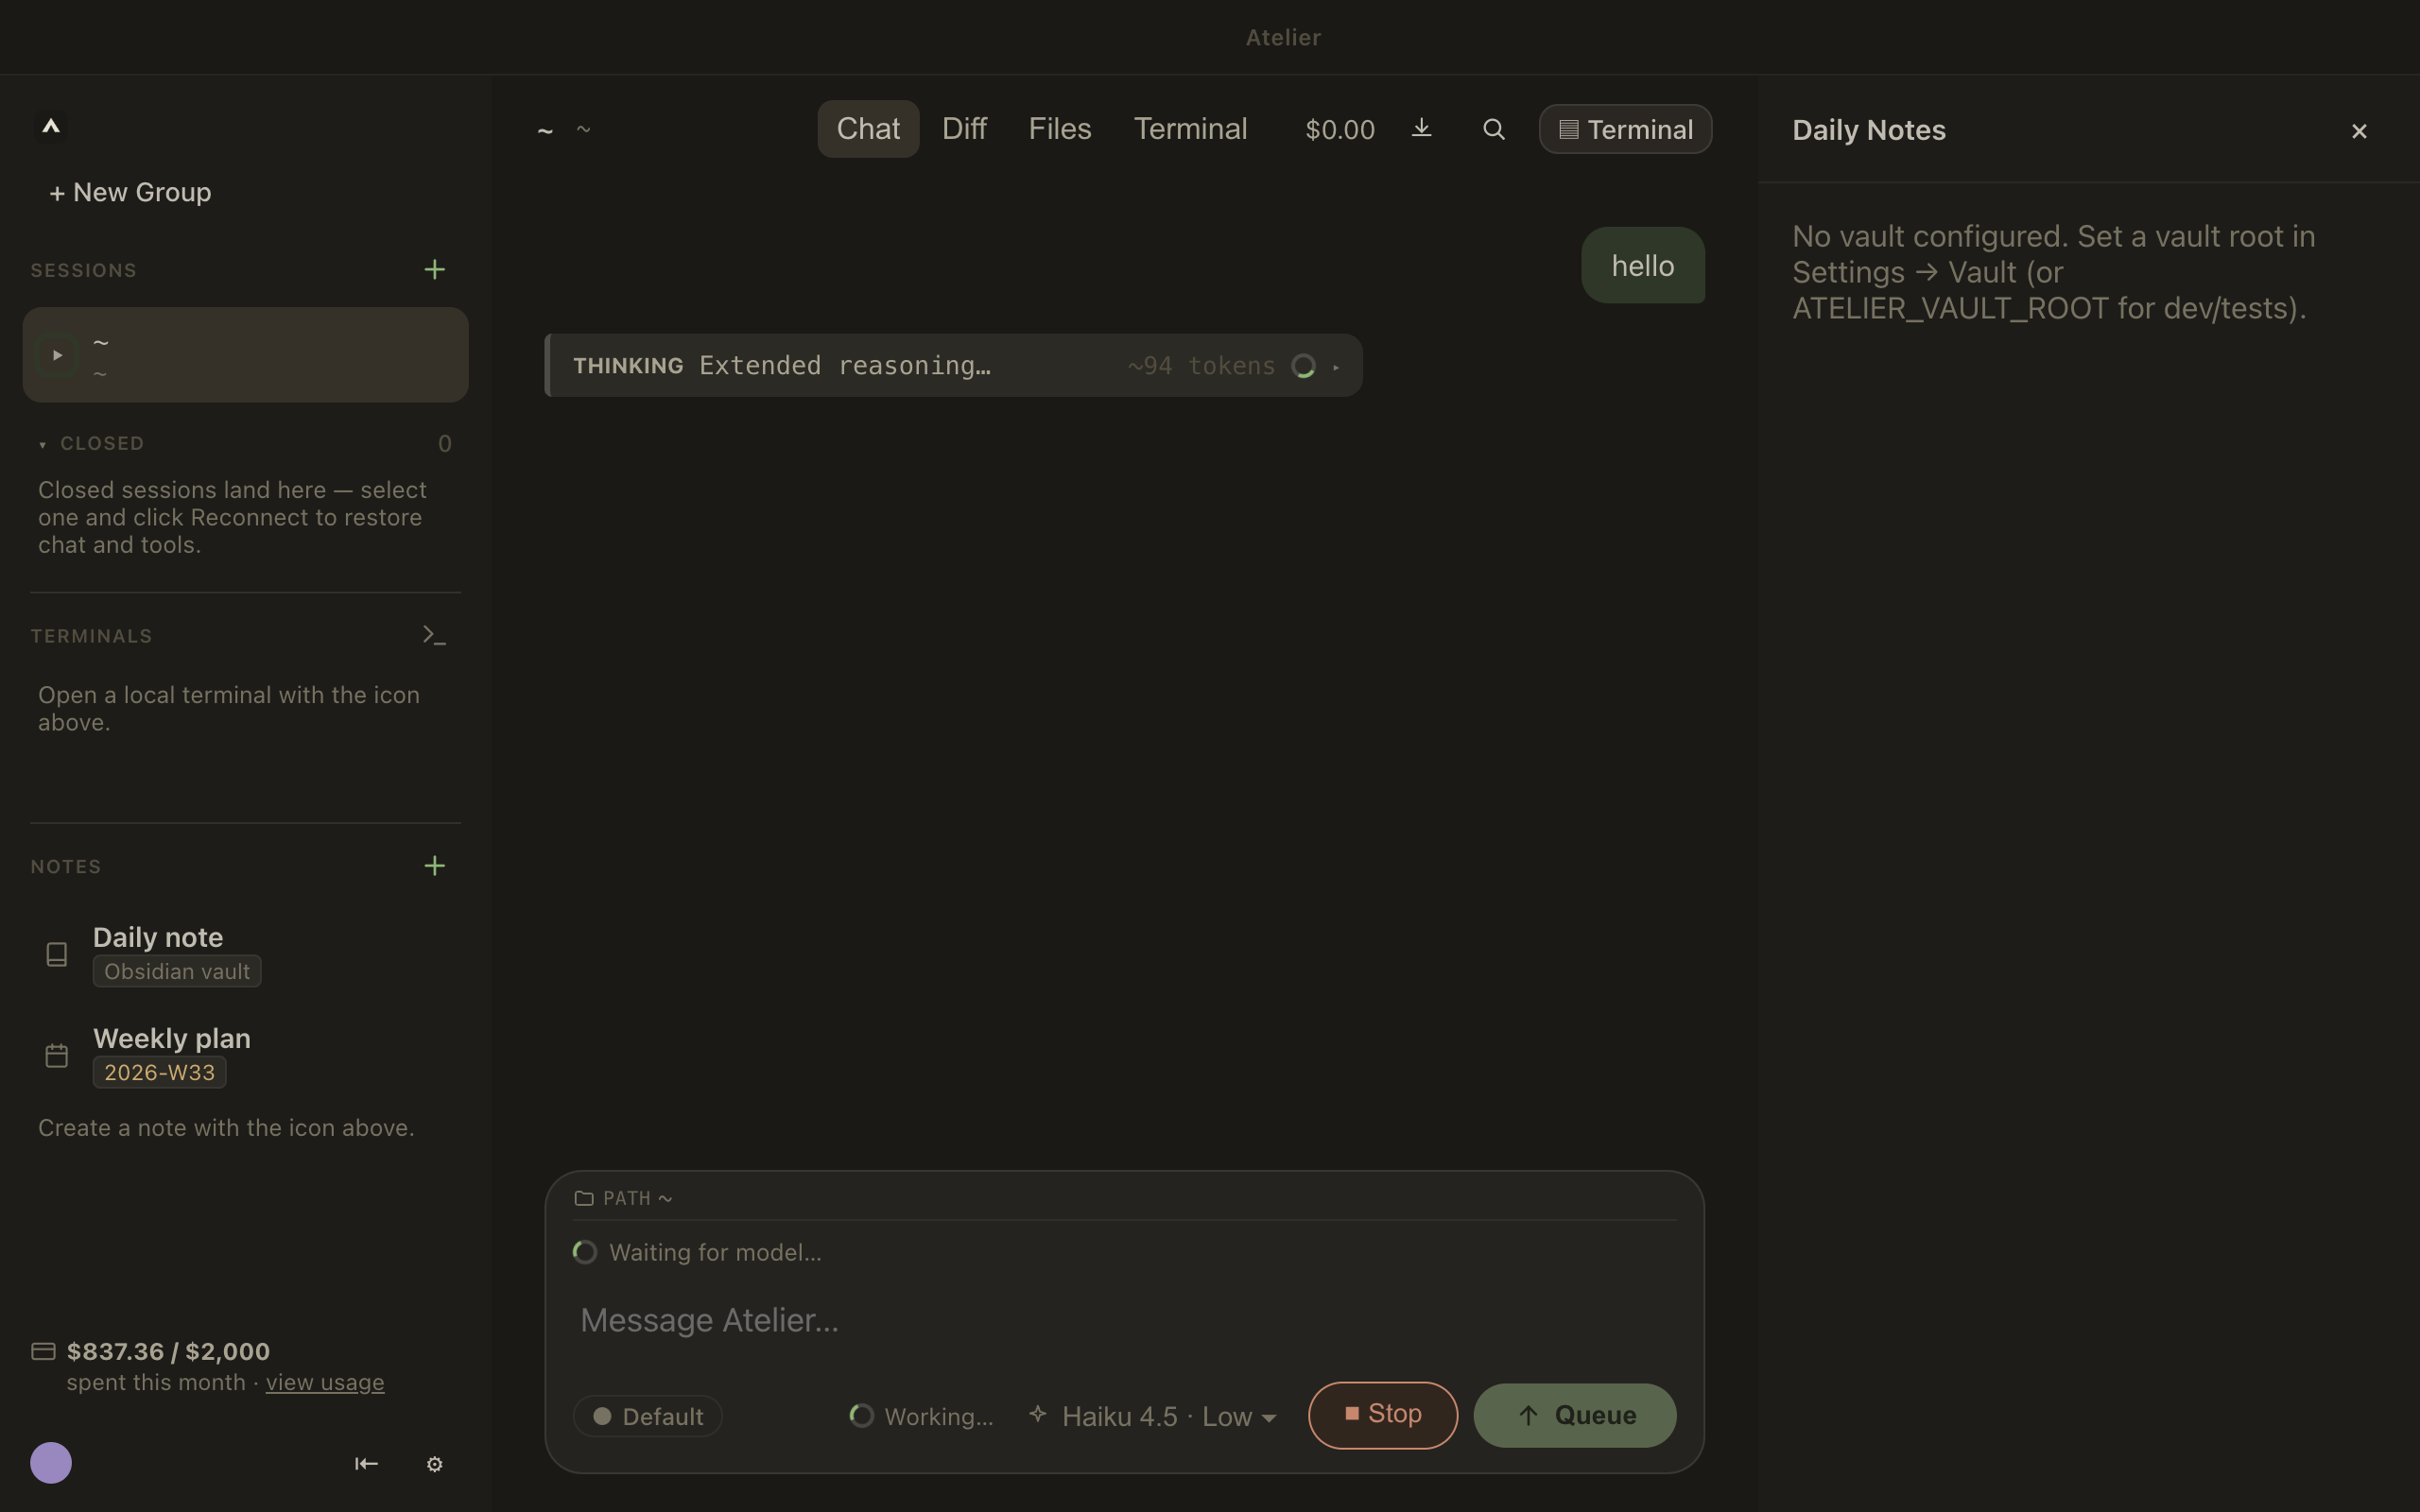 Atelier
+ New Group
SESSIONS
~
~
CLOSED 0
Closed sessions land here — select
one and click Reconnect to restore
chat and tools.
TERMINALS
Open a local terminal with the icon
above.
NOTES
Daily note
Obsidian vault
Weekly plan
2026-W33
Create a note with the icon above.
$837.36 / $2,000
spent this month · view usage
~ ~ Chat Diff Files Terminal $0.00 Terminal
hello
THINKING Extended reasoning… ~94 tokens
PATH ~
Waiting for model…
Message Atelier…
Default Working… Haiku 4.5 · Low Stop Queue
Daily Notes
No vault configured. Set a vault root in
Settings → Vault (or
ATELIER_VAULT_ROOT for dev/tests).